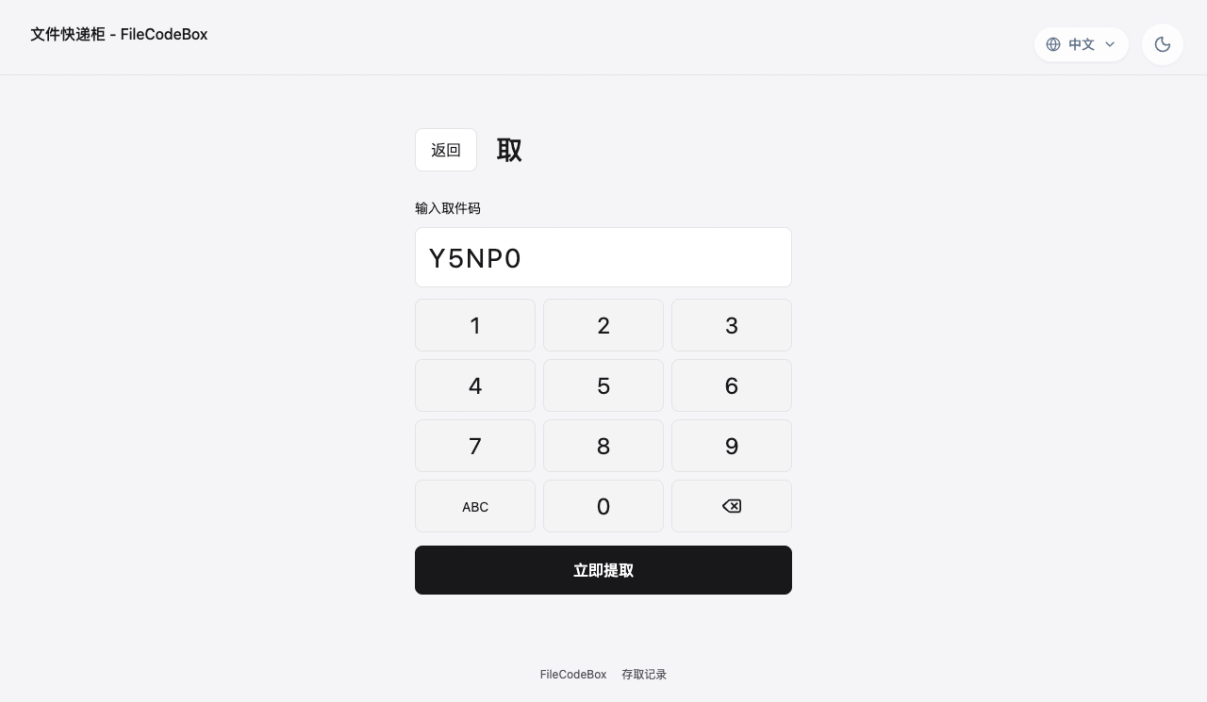 文件快递柜 - FileCodeBox
中文
返回
取
输入取件码
Y5NP0
1 2 3
4 5 6
7 8 9
ABC 0
立即提取
FileCodeBox 存取记录